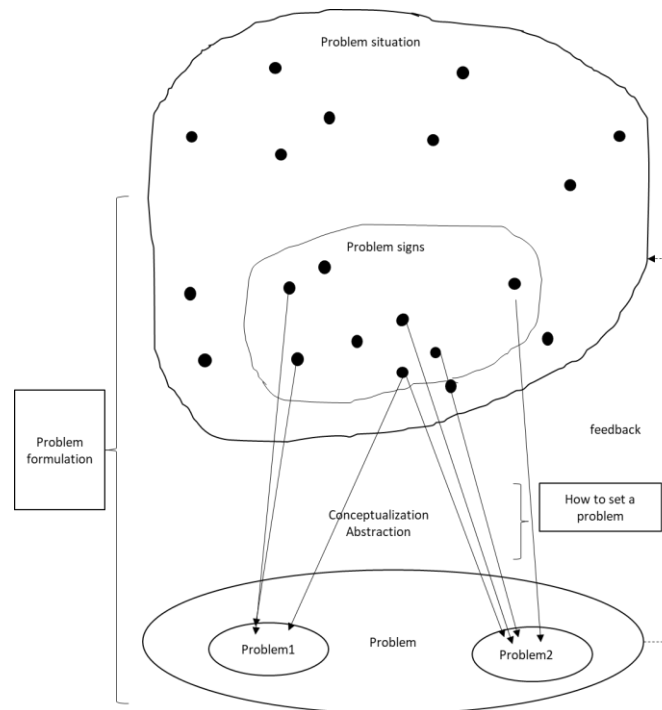 Problem situation
Problem signs
Problem
formulation
feedback
How to set a
problem
Conceptualization
Abstraction
Problem1
Problem
Problem2